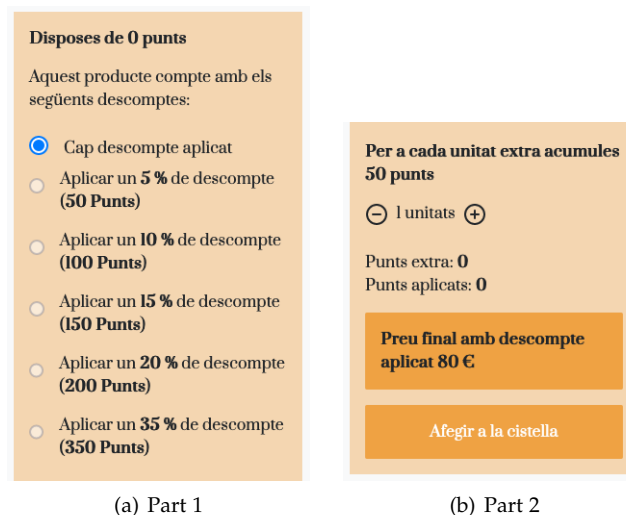 Disposes de 0 punts
Aquest producte compte amb els
següents descomptes:
Cap descompte aplicat
Aplicar un 5 % de descompte
(50 Punts)
Aplicar un 10 % de descompte
(100 Punts)
Aplicar un 15 % de descompte
(150 Punts)
Aplicar un 20 % de descompte
(200 Punts)
Aplicar un 35 % de descompte
(350 Punts)
(a) Part 1
Per a cada unitat extra acumules
50 punts
1 unitats
Punts extra: 0
Punts aplicats: 0
Preu final amb descompte
aplicat 80 €
Afegir a la cistella
(b) Part 2